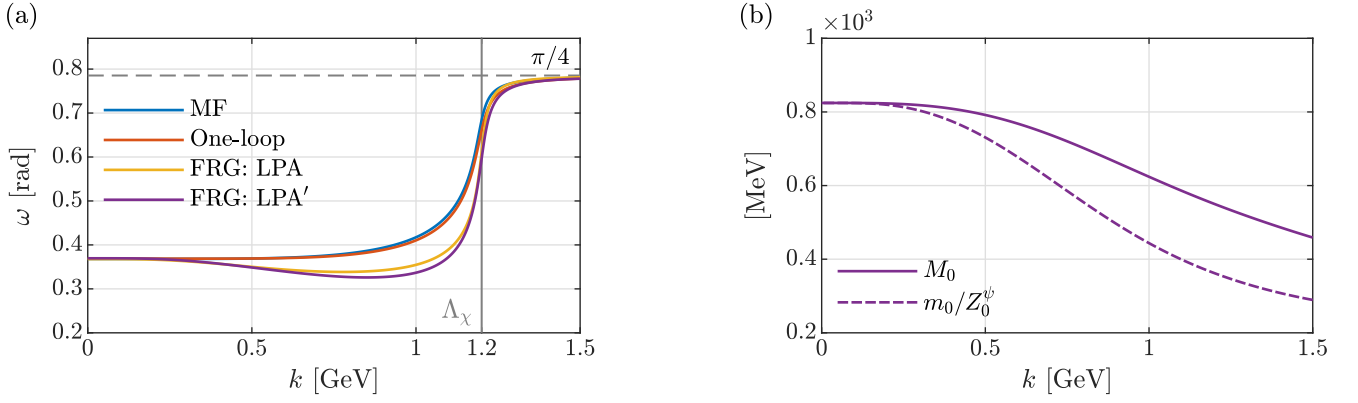 (a)
ω [rad]
0.8
0.7
0.6
0.5
0.4
0.3
0.2
π/4
MF
One-loop
FRG: LPA
FRG: LPA′
Λχ
0
0.5
1
1.2
1.5
k [GeV]
(b)
×10³
[MeV]
1
0.8
0.6
0.4
0.2
M₀
m₀/Z₀^ψ
0
0.5
1
1.5
k [GeV]